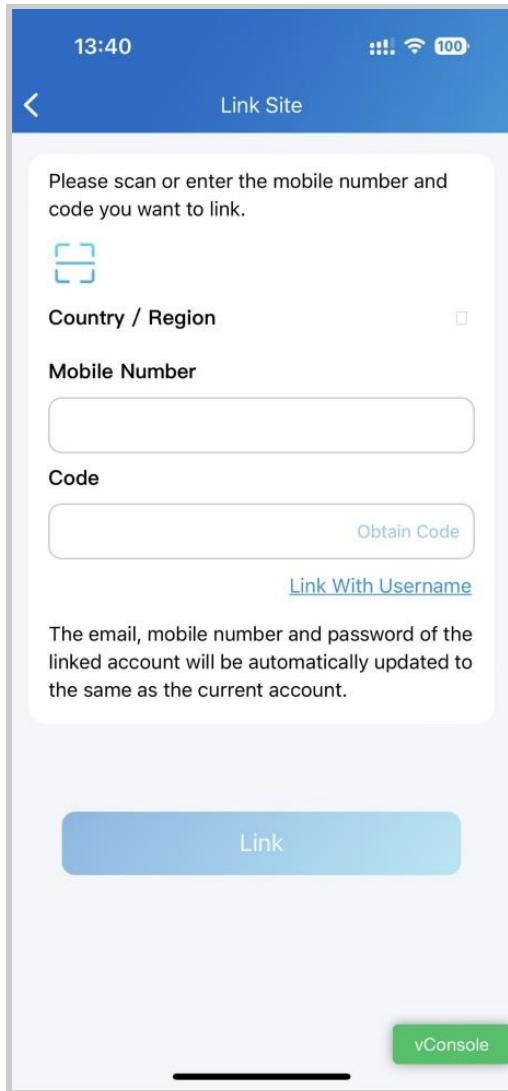 13:40
100
Link Site
Please scan or enter the mobile number and
code you want to link.
Country / Region
Mobile Number
Code
Obtain Code
Link With Username
The email, mobile number and password of the
linked account will be automatically updated to
the same as the current account.
Link
vConsole